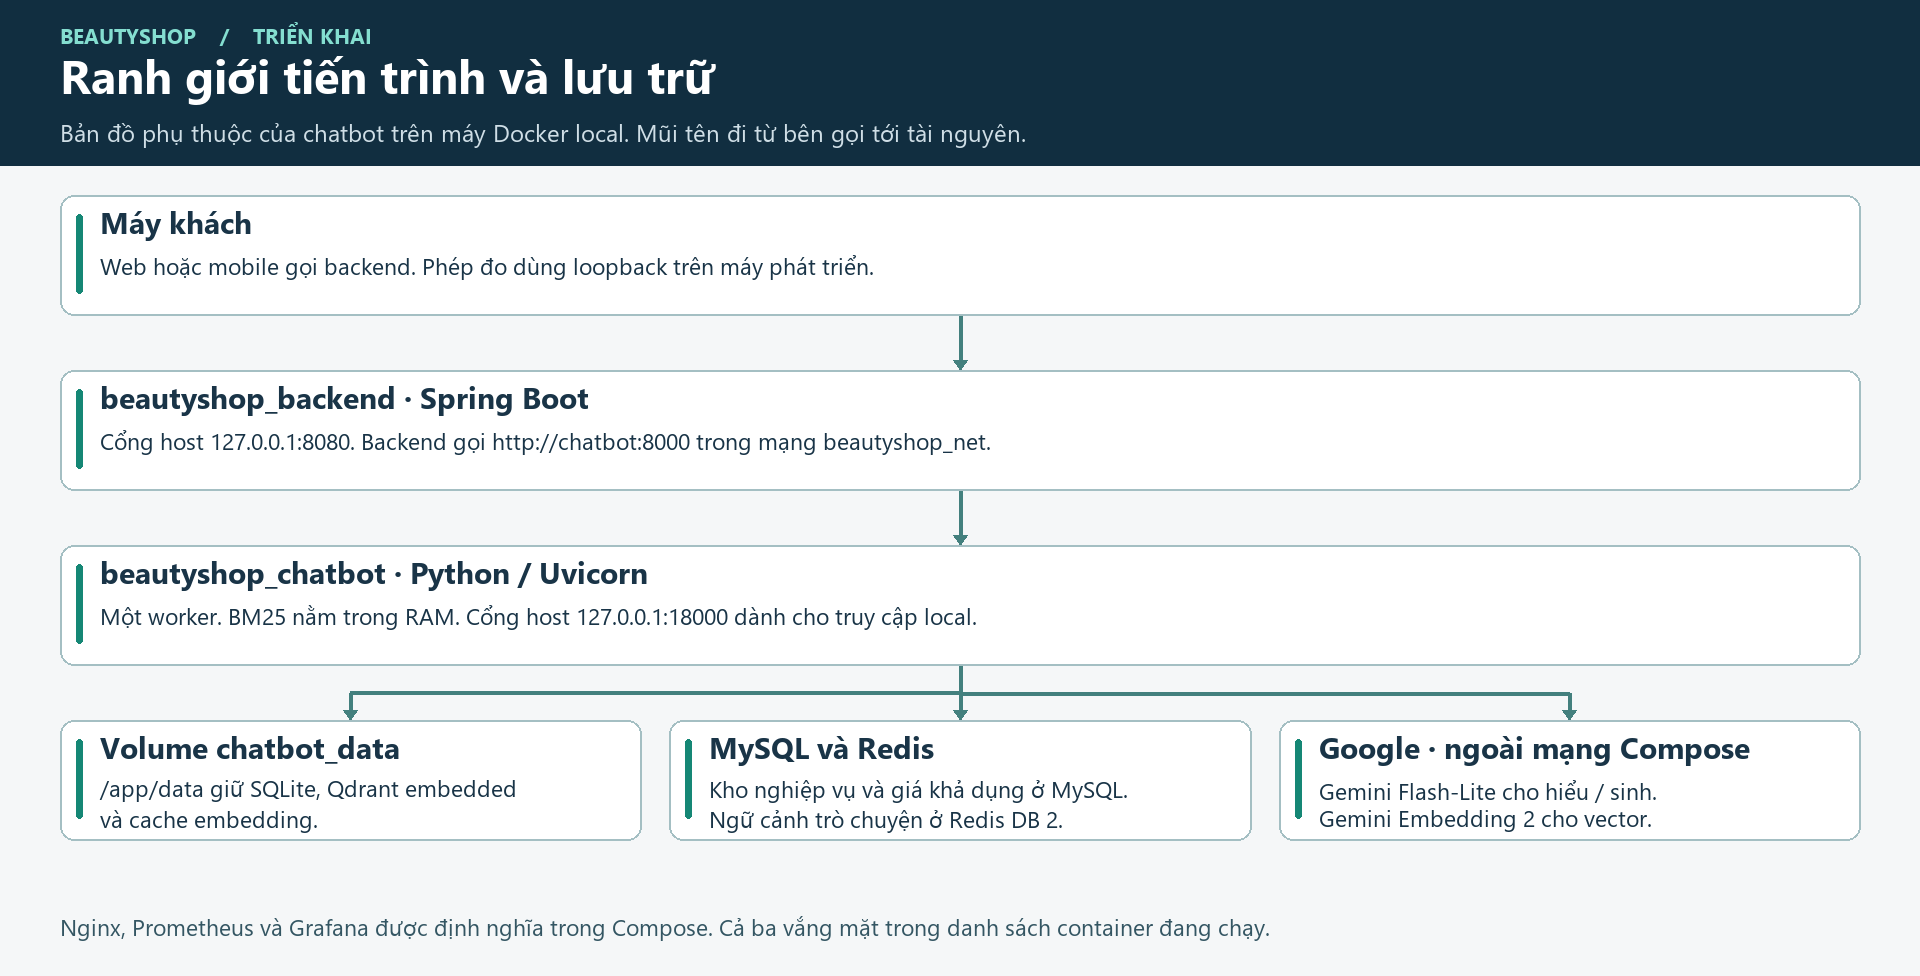 BEAUTYSHOP / TRIỂN KHAI
Ranh giới tiến trình và lưu trữ
Bản đồ phụ thuộc của chatbot trên máy Docker local. Mũi tên đi từ bên gọi tới tài nguyên.
Máy khách
Web hoặc mobile gọi backend. Phép đo dùng loopback trên máy phát triển.
beautyshop_backend · Spring Boot
Cổng host 127.0.0.1:8080. Backend gọi http://chatbot:8000 trong mạng beautyshop_net.
beautyshop_chatbot · Python / Uvicorn
Một worker. BM25 nằm trong RAM. Cổng host 127.0.0.1:18000 dành cho truy cập local.
Volume chatbot_data
/app/data giữ SQLite, Qdrant embedded
và cache embedding.
MySQL và Redis
Kho nghiệp vụ và giá khả dụng ở MySQL.
Ngữ cảnh trò chuyện ở Redis DB 2.
Google · ngoài mạng Compose
Gemini Flash-Lite cho hiểu / sinh.
Gemini Embedding 2 cho vector.
Nginx, Prometheus và Grafana được định nghĩa trong Compose. Cả ba vắng mặt trong danh sách container đang chạy.